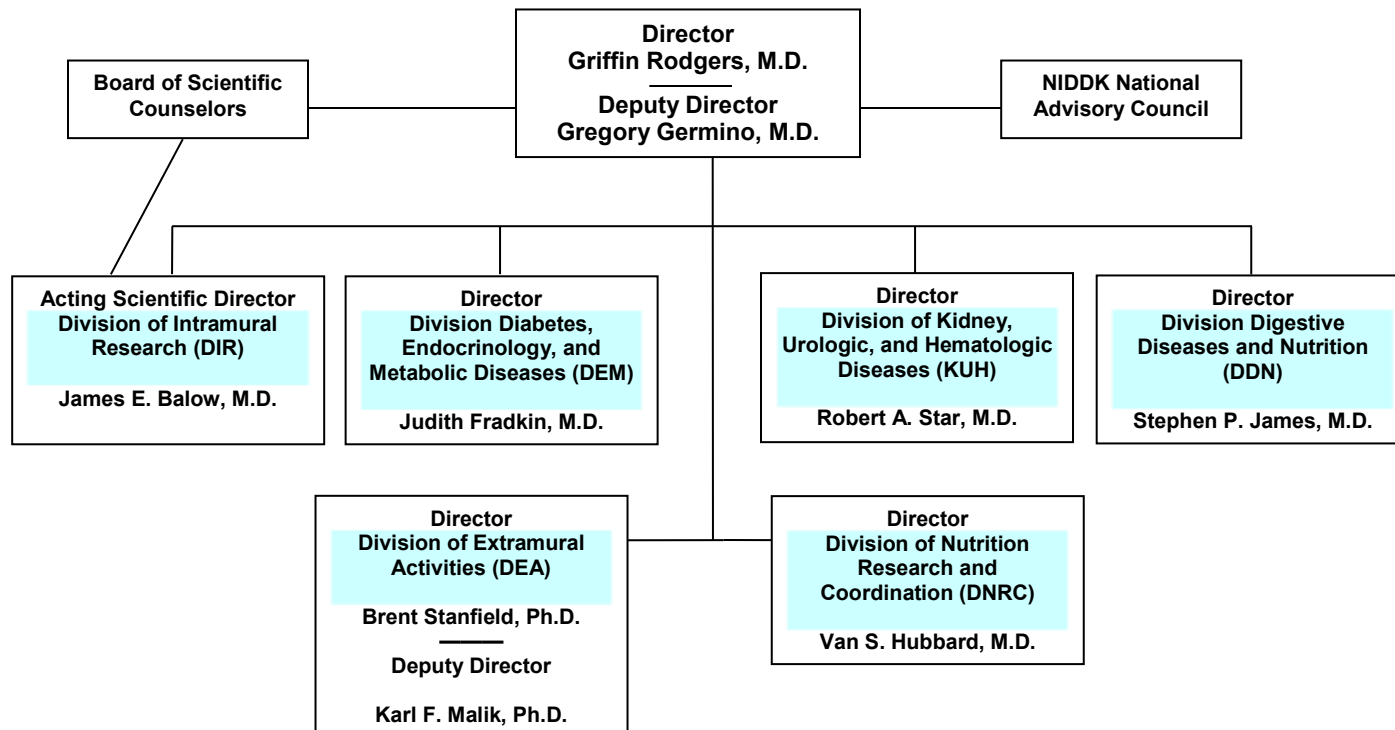 Director
Griffin Rodgers, M.D.
Deputy Director
Gregory Germino, M.D.
Board of Scientific
Counselors
NIDDK National
Advisory Council
Acting Scientific Director
Division of Intramural
Research (DIR)
James E. Balow, M.D.
Director
Division Diabetes,
Endocrinology, and
Metabolic Diseases (DEM)
Judith Fradkin, M.D.
Director
Division of Kidney,
Urologic, and Hematologic
Diseases (KUH)
Robert A. Star, M.D.
Director
Division Digestive
Diseases and Nutrition
(DDN)
Stephen P. James, M.D.
Director
Division of Extramural
Activities (DEA)
Brent Stanfield, Ph.D.
Deputy Director
Karl F. Malik, Ph.D.
Director
Division of Nutrition
Research and
Coordination (DNRC)
Van S. Hubbard, M.D.